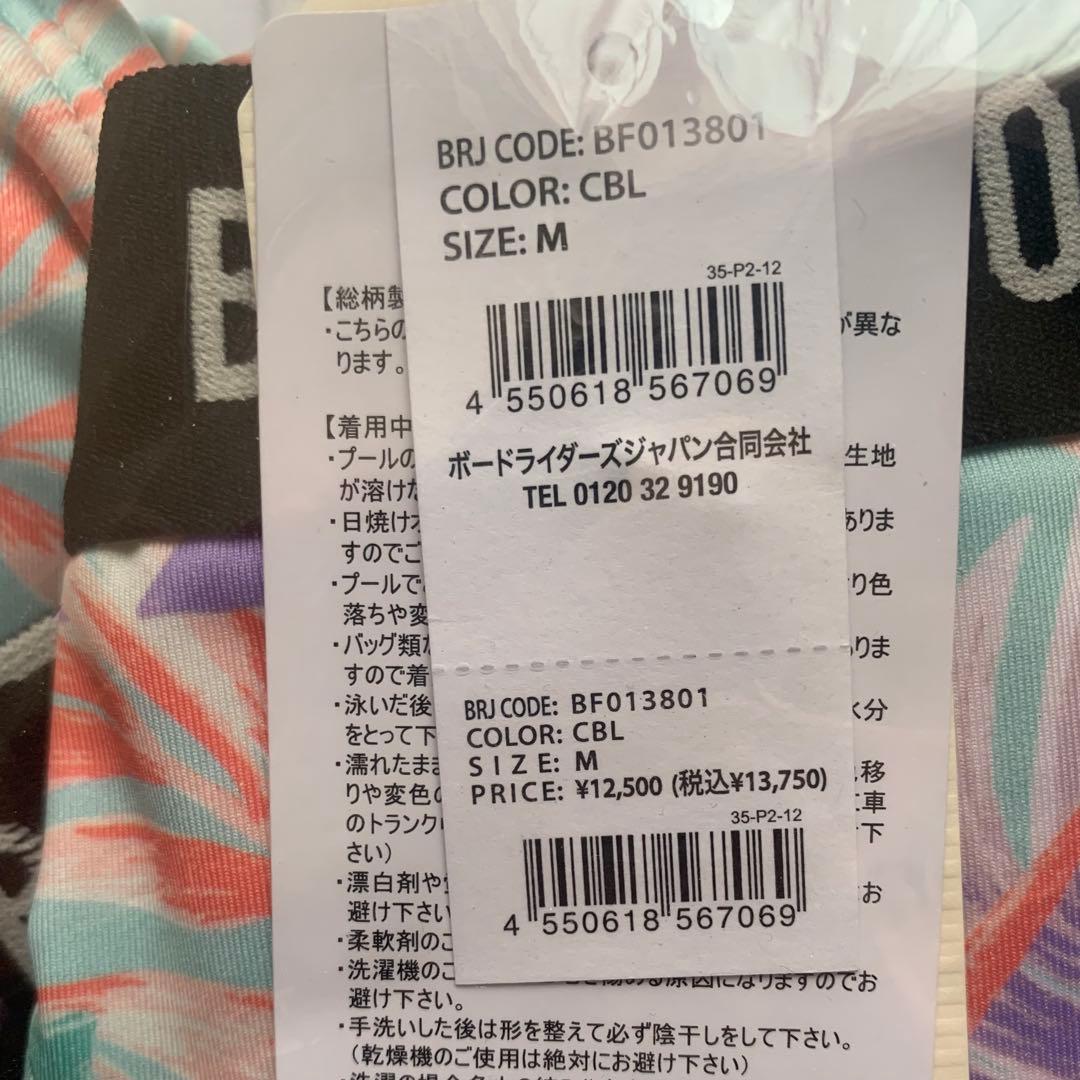 BRJ CODE: BF013801
COLOR: CBL
SIZE: M
35-P2-12
4 550618 567069
ボードライダーズジャパン合同会社
TEL 0120 32 9190
BRJ CODE: BF013801
COLOR: CBL
SIZE: M
PRICE: ¥12,500 (税込¥13,750)
35-P2-12
4 550618 567069
B
O
【総柄製
・こちらの
が異な
ります。
【着用中
・プールの
生地
が溶けた
・日焼けオ
ありま
すのでご
・プールで
り色
落ちや変
・バッグ類
ありま
すので着
・泳いだ後
水分
をとって下
・濡れたまま
移
りや変色の
車
のトランク
下
さい）
・漂白剤や
お
避け下さい
・柔軟剤のご
・洗濯機のご
傷める原因になりますのでお
避け下さい。
・手洗いした後は形を整えて必ず陰干しをして下さい。
（乾燥機のご使用は絶対にお避け下さい）